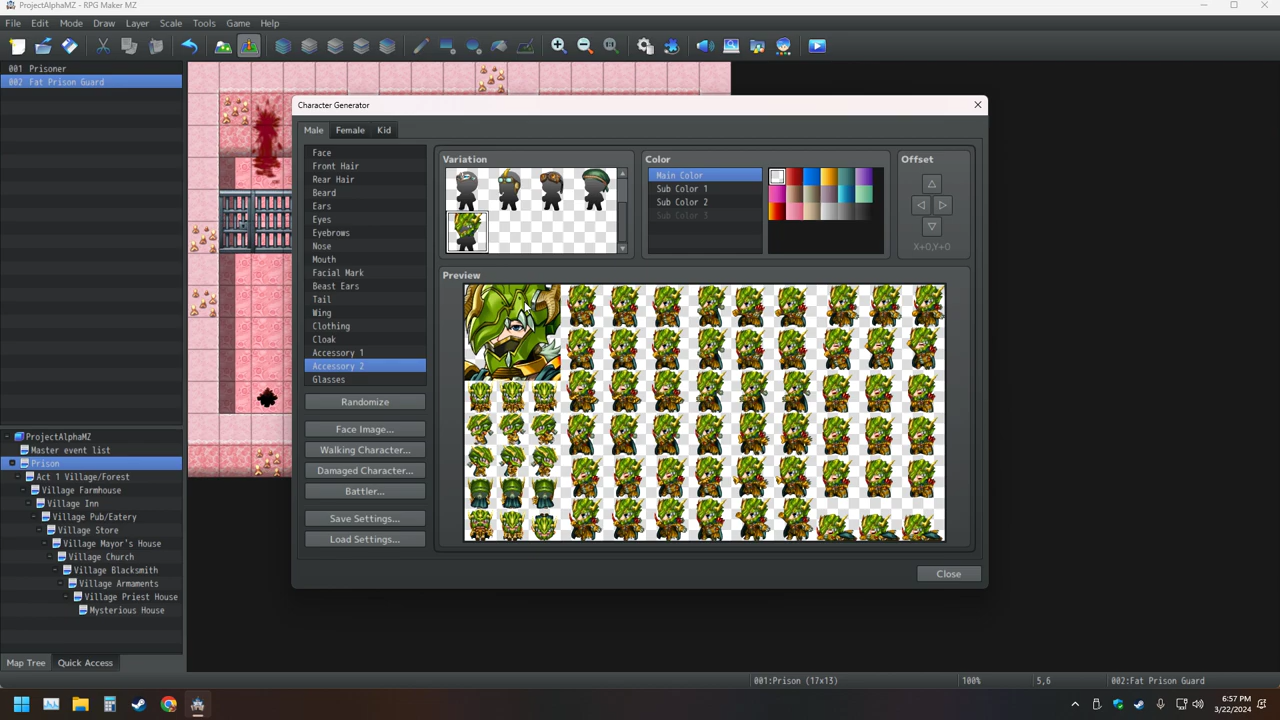 ProjectAlphaMZ - RPG Maker MZ
File Edit Mode Draw Layer Scale Tools Game Help
001 Prisoner
002 Fat Prison Guard
Character Generator
Male Female Kid
Face
Front Hair
Rear Hair
Beard
Ears
Eyes
Eyebrows
Nose
Mouth
Facial Mark
Beast Ears
Tail
Wing
Clothing
Cloak
Accessory 1
Accessory 2
Glasses
Randomize
Face Image...
Walking Character...
Damaged Character...
Battler...
Save Settings...
Load Settings...
Variation
Color
Main Color
Sub Color 1
Sub Color 2
Sub Color 3
Offset
X+0,Y+0
Preview
Close
ProjectAlphaMZ
Master event list
Prison
Act 1 Village/Forest
Village Farmhouse
Village Inn
Village Pub/Eatery
Village Store
Village Mayor's House
Village Church
Village Blacksmith
Village Armaments
Village Priest House
Mysterious House
Map Tree Quick Access
001:Prison (17×13) 100% 5,6 002:Fat Prison Guard
6:57 PM
3/22/2024